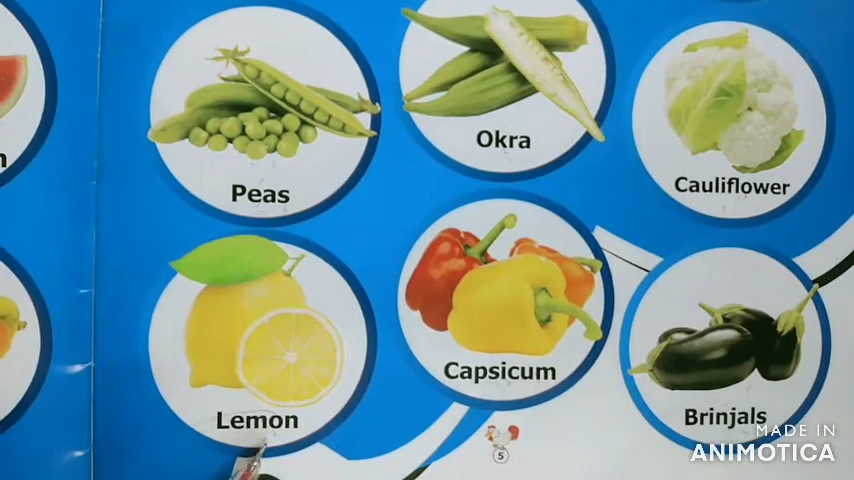 Peas
Okra
Cauliflower
Lemon
Capsicum
Brinjals
5
MADE IN
ANIMOTICA